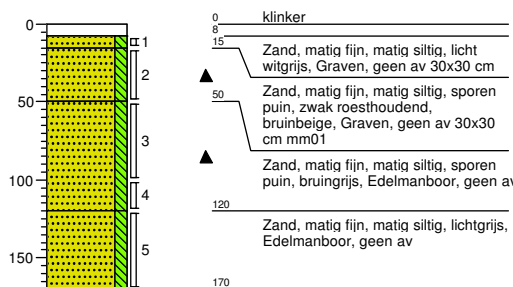 0
50
100
150
1
2
3
4
5
0
klinker
8
15
Zand, matig fijn, matig siltig, licht
witgrijs, Graven, geen av 30x30 cm
50
Zand, matig fijn, matig siltig, sporen
puin, zwak roesthoudend,
bruinbeige, Graven, geen av 30x30
cm mm01
Zand, matig fijn, matig siltig, sporen
puin, bruingrijs, Edelmanboor, geen av
120
Zand, matig fijn, matig siltig, lichtgrijs,
Edelmanboor, geen av
170